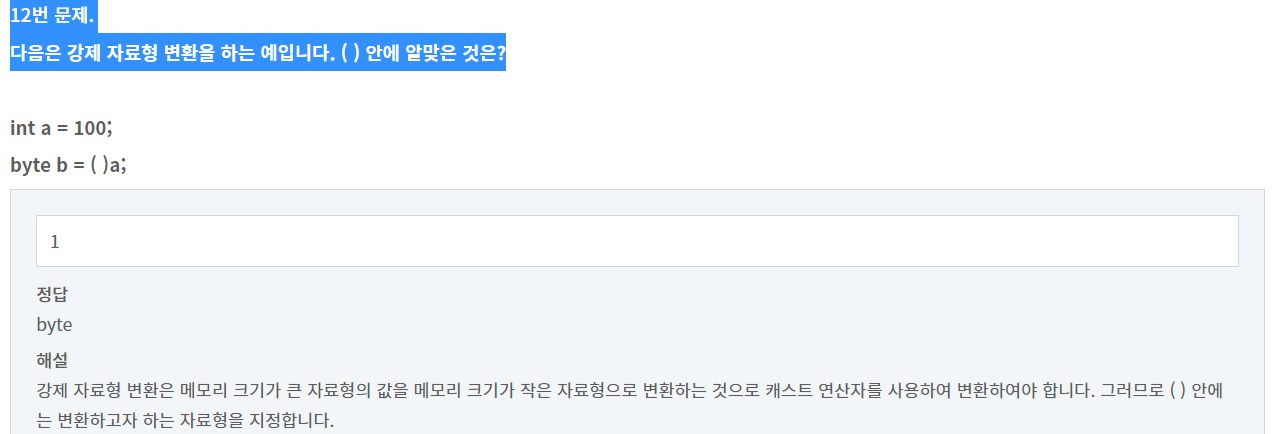 12번 문제.
다음은 강제 자료형 변환을 하는 예입니다. ( ) 안에 알맞은 것은?
int a = 100;
byte b = ( )a;
1
정답
byte
해설
강제 자료형 변환은 메모리 크기가 큰 자료형의 값을 메모리 크기가 작은 자료형으로 변환하는 것으로 캐스트 연산자를 사용하여 변환하여야 합니다. 그러므로 ( ) 안에
는 변환하고자 하는 자료형을 지정합니다.